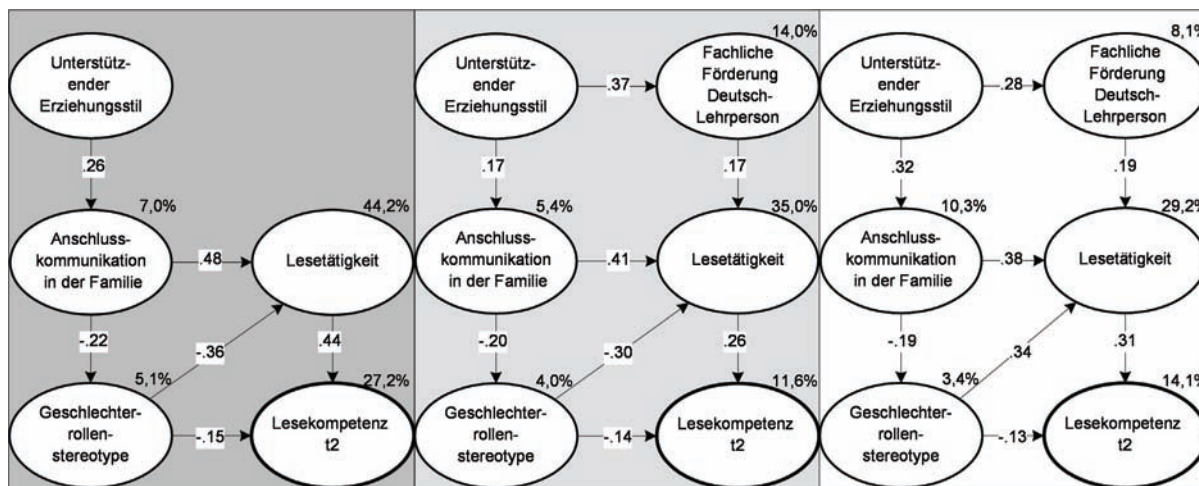 Unterstütz-
ender
Erziehungsstil
.26
7,0%
Anschluss-
kommunikation
in der Familie
.48
44,2%
Lesetätigkeit
-.22
-.36
.44
5,1%
Geschlechter-
rollen-
stereotype
-.15
27,2%
Lesekompetenz
t2
Unterstütz-
ender
Erziehungsstil
.37
14,0%
Fachliche
Förderung
Deutsch-
Lehrperson
.17
.17
5,4%
Anschluss-
kommunikation
in der Familie
.41
35,0%
Lesetätigkeit
-.20
-.30
.26
4,0%
Geschlechter-
rollen-
stereotype
-.14
11,6%
Lesekompetenz
t2
Unterstütz-
ender
Erziehungsstil
.28
8,1%
Fachliche
Förderung
Deutsch-
Lehrperson
.32
.19
10,3%
Anschluss-
kommunikation
in der Familie
.38
29,2%
Lesetätigkeit
-.19
.34
.31
3,4%
Geschlechter-
rollen-
stereotype
-.13
14,1%
Lesekompetenz
t2